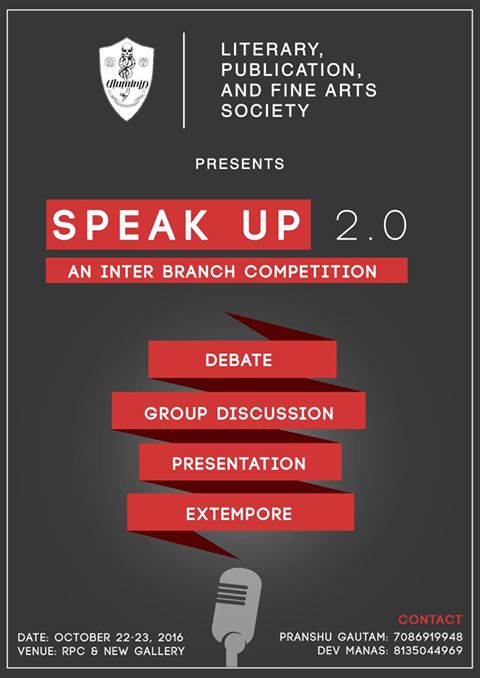 Illuminits
LITERARY,
PUBLICATION,
AND FINE ARTS
SOCIETY
PRESENTS
SPEAK UP 2.0
AN INTER BRANCH COMPETITION
DEBATE
GROUP DISCUSSION
PRESENTATION
EXTEMPORE
CONTACT
DATE: OCTOBER 22-23, 2016
VENUE: RPC & NEW GALLERY
PRANSHU GAUTAM: 7086919948
DEV MANAS: 8135044969